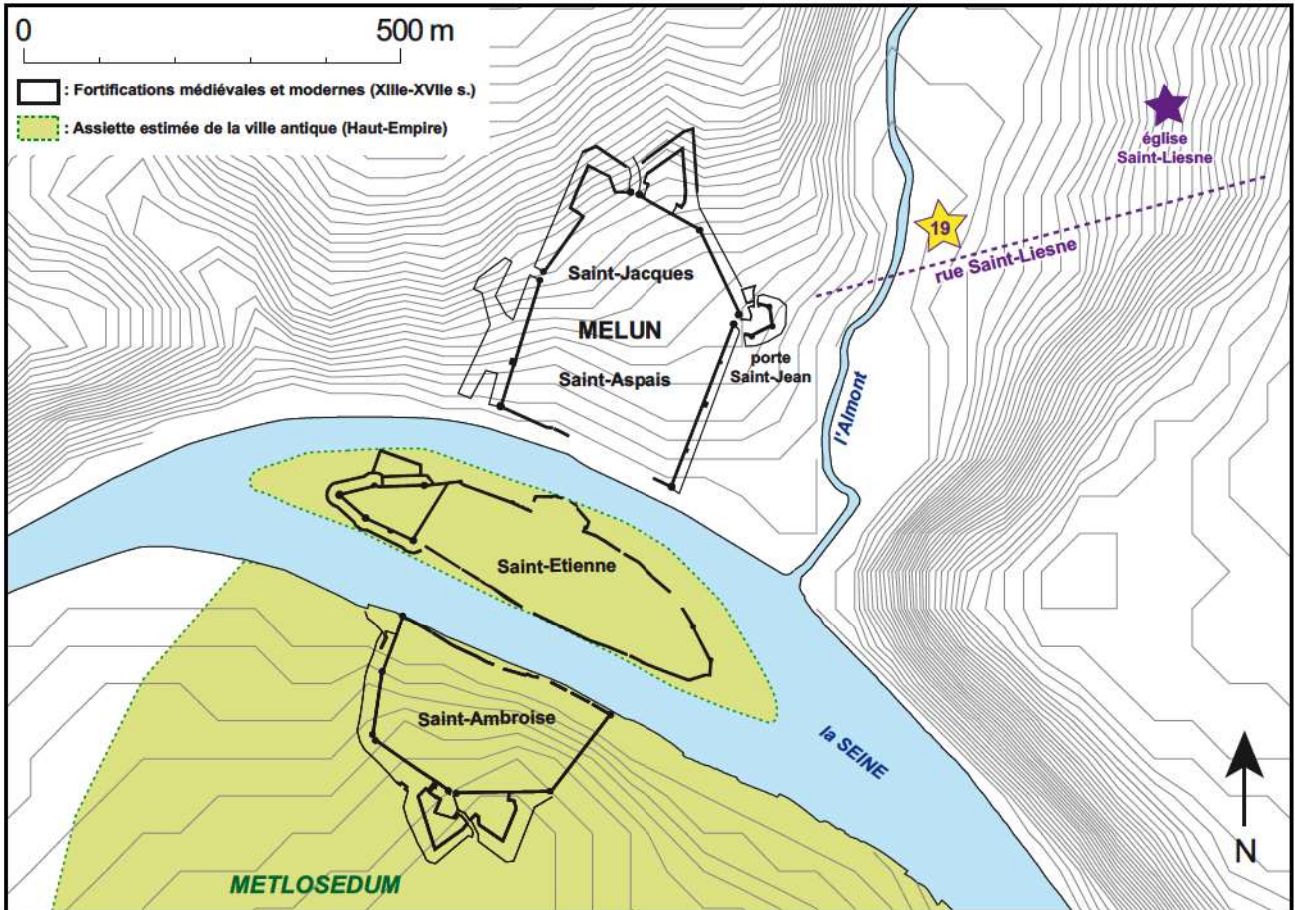 0 500 m
: Fortifications médiévales et modernes (XIIIe-XVIIe s.)
: Assiette estimée de la ville antique (Haut-Empire)
église
Saint-Liesne
19
rue Saint-Liesne
Saint-Jacques
MELUN
porte
Saint-Jean
Saint-Aspais
l'Almont
Saint-Etienne
Saint-Ambroise
la SEINE
N
METLOSEDUM